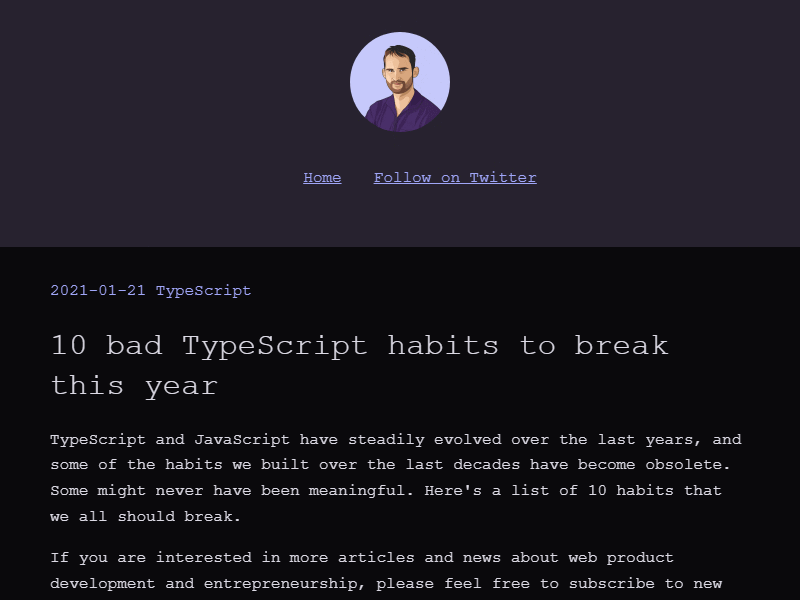 Home Follow on Twitter
2021-01-21 TypeScript
10 bad TypeScript habits to break
this year
TypeScript and JavaScript have steadily evolved over the last years, and
some of the habits we built over the last decades have become obsolete.
Some might never have been meaningful. Here's a list of 10 habits that
we all should break.
If you are interested in more articles and news about web product
development and entrepreneurship, please feel free to subscribe to new